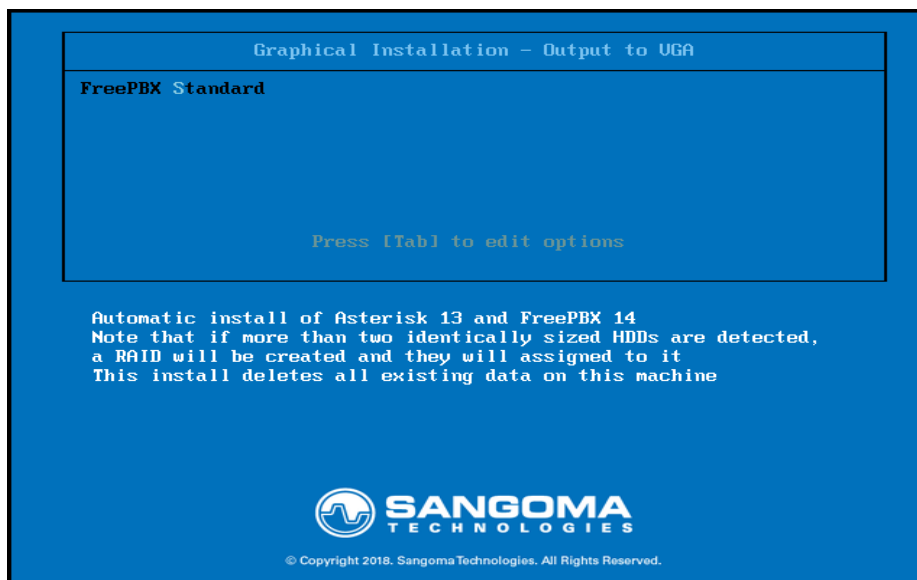 Graphical Installation - Output to VGA
FreePBX Standard
Press [Tab] to edit options
Automatic install of Asterisk 13 and FreePBX 14
Note that if more than two identically sized HDDs are detected,
a RAID will be created and they will assigned to it
This install deletes all existing data on this machine
SANGOMA
TECHNOLOGIES
© Copyright 2018. Sangoma Technologies. All Rights Reserved.